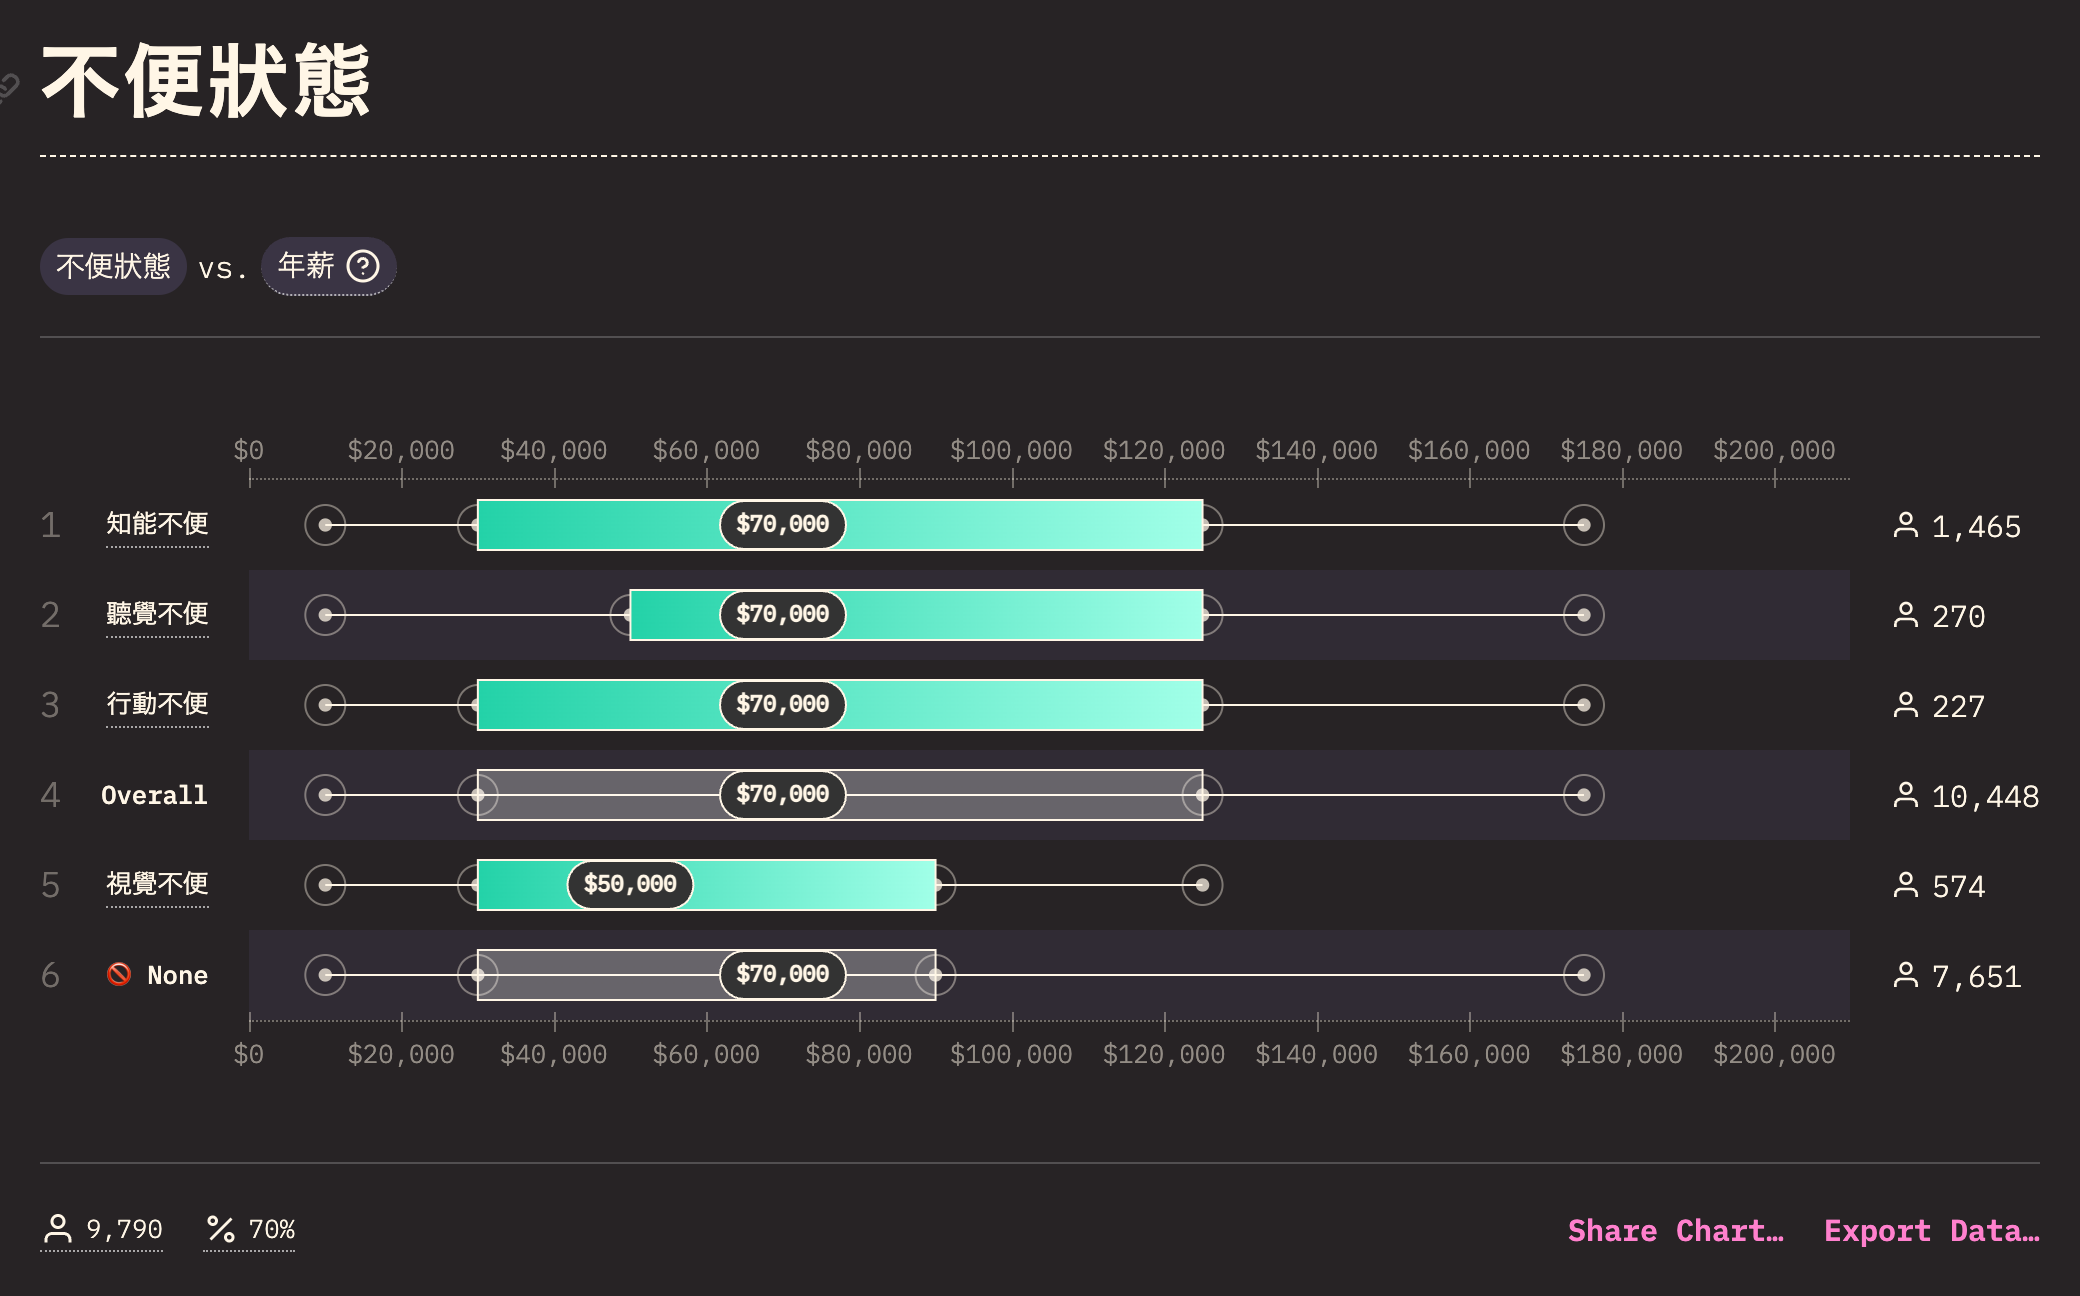 不便狀態
不便狀態 vs. 年薪
$0 $20,000 $40,000 $60,000 $80,000 $100,000 $120,000 $140,000 $160,000 $180,000 $200,000
1 知能不便 $70,000 1,465
2 聽覺不便 $70,000 270
3 行動不便 $70,000 227
4 Overall $70,000 10,448
5 視覺不便 $50,000 574
6 None $70,000 7,651
$0 $20,000 $40,000 $60,000 $80,000 $100,000 $120,000 $140,000 $160,000 $180,000 $200,000
9,790 70% Share Chart… Export Data…